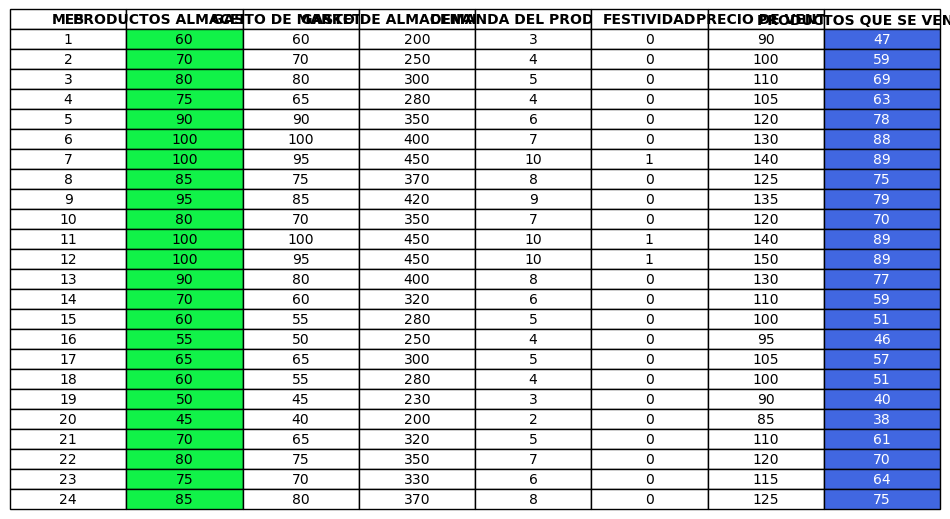 MES PRODUCTOS ALMACEN GASTO DE MARKETING GASTO DE ALMACEN DEMANDA DEL PROD FESTIVIDAD PRECIO DE VENT PRODUCTOS QUE SE VEN
1 60 60 200 3 0 90 47
2 70 70 250 4 0 100 59
3 80 80 300 5 0 110 69
4 75 65 280 4 0 105 63
5 90 90 350 6 0 120 78
6 100 100 400 7 0 130 88
7 100 95 450 10 1 140 89
8 85 75 370 8 0 125 75
9 95 85 420 9 0 135 79
10 80 70 350 7 0 120 70
11 100 100 450 10 1 140 89
12 100 95 450 10 1 150 89
13 90 80 400 8 0 130 77
14 70 60 320 6 0 110 59
15 60 55 280 5 0 100 51
16 55 50 250 4 0 95 46
17 65 65 300 5 0 105 57
18 60 55 280 4 0 100 51
19 50 45 230 3 0 90 40
20 45 40 200 2 0 85 38
21 70 65 320 5 0 110 61
22 80 75 350 7 0 120 70
23 75 70 330 6 0 115 64
24 85 80 370 8 0 125 75